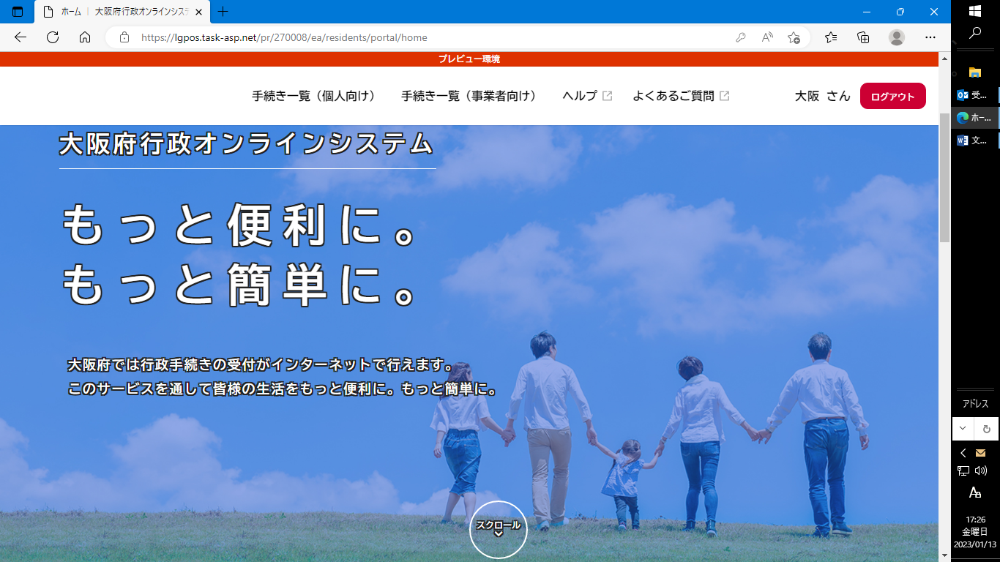 ホーム | 大阪府行政オンラインシステ
https://lgpos.task-asp.net/pr/270008/ea/residents/portal/home
プレビュー環境
手続き一覧（個人向け）
手続き一覧（事業者向け）
ヘルプ
よくあるご質問
大阪 さん
ログアウト
大阪府行政オンラインシステム
もっと便利に。
もっと簡単に。
大阪府では行政手続きの受付がインターネットで行えます。
このサービスを通して皆様の生活をもっと便利に。もっと簡単に。
スクロール
受...
ホー...
文...
アドレス
17:26
金曜日
2023/01/13